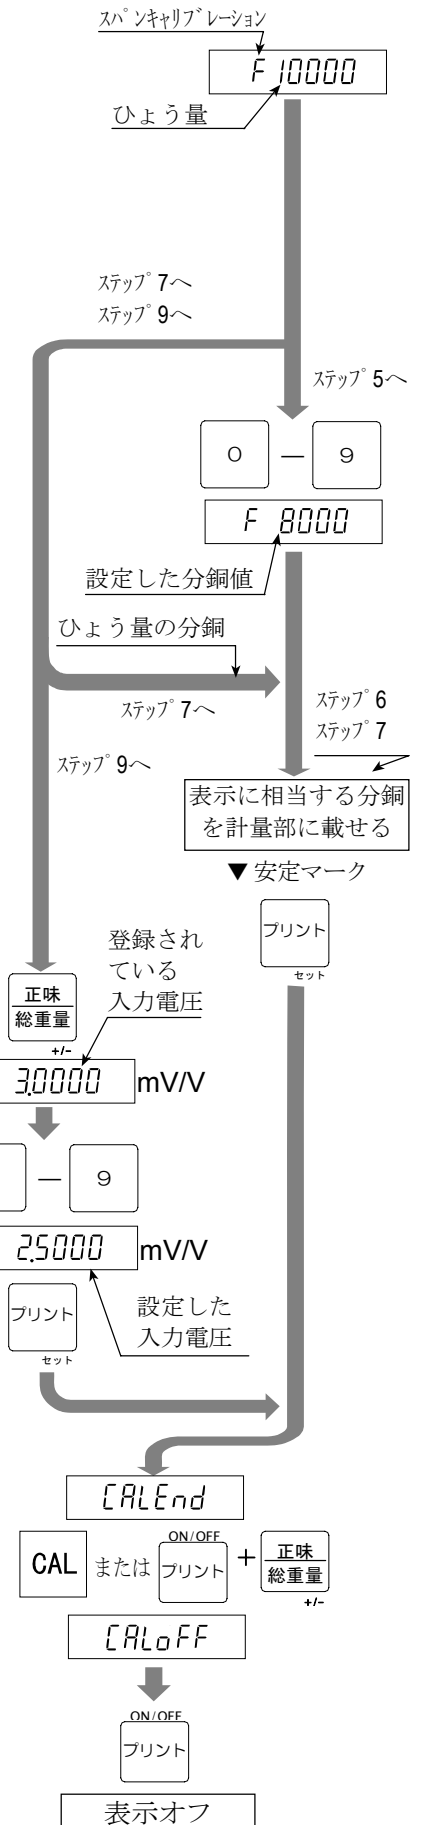 スパンキャリブレーション
F 10000
ひょう量
ステップ 7へ
ステップ 9へ
ステップ 5へ
0 － 9
F 8000
設定した分銅値
ひょう量の分銅
ステップ 7へ
ステップ 6
ステップ 7
ステップ 9へ
表示に相当する分銅
を計量部に載せる
▼ 安定マーク
プリント
セット
登録され
ている
入力電圧
正味
総重量
+/-
3.0000 mV/V
－ 9
2.5000 mV/V
プリント
セット
設定した
入力電圧
CALEnd
CAL または ON/OFF プリント + 正味 総重量
+/-
CALoFF
ON/OFF
プリント
表示オフ